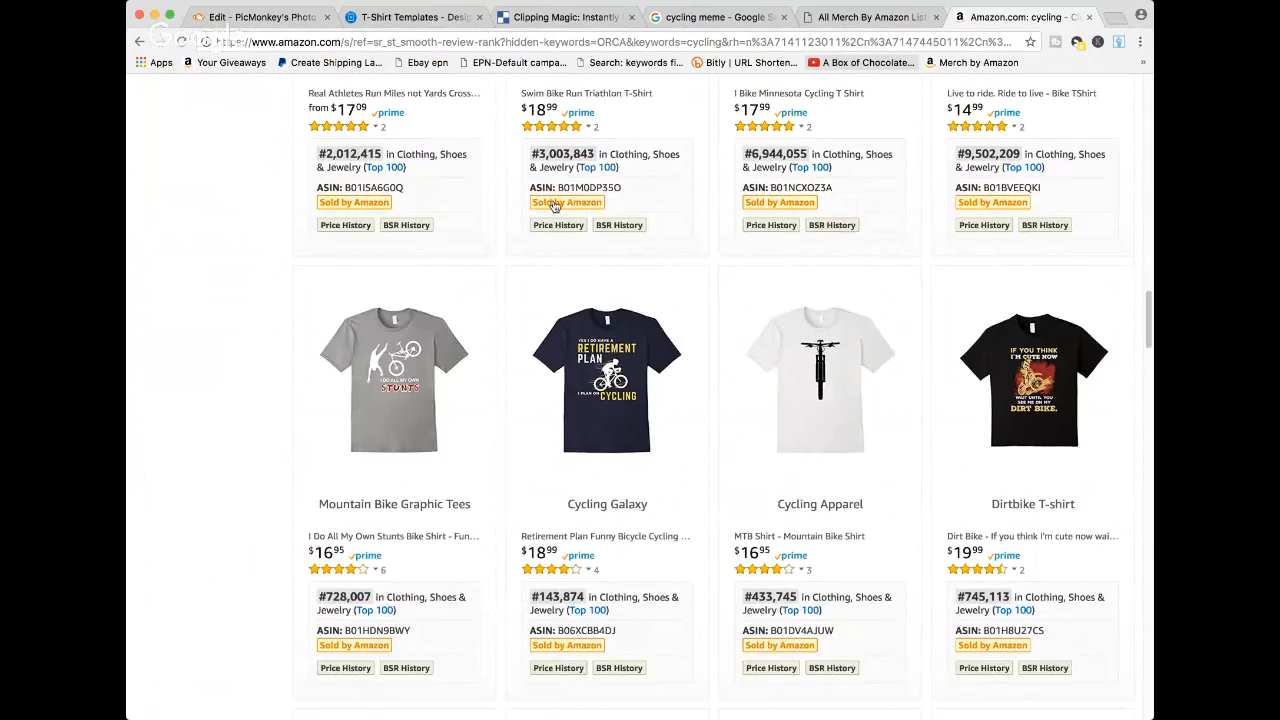 Edit - PicMonkey's Photo
T-Shirt Templates - Desig
Clipping Magic: Instantly
cycling meme - Google S
All Merch By Amazon List
Amazon.com: cycling - Cl
Google
https://www.amazon.com/s/ref=sr_st_smooth-review-rank?hidden-keywords=ORCA&keywords=cycling&rh=n%3A7141123011%2Cn%3A7147445011%2Cn%3...
Apps
Your Giveaways
Create Shipping La...
Ebay epn
EPN-Default campa...
Search: keywords fi...
Bitly | URL Shorten...
A Box of Chocolate...
Merch by Amazon
»
Real Athletes Run Miles not Yards Cross...
from $17.09 prime
2
#2,012,415 in Clothing, Shoes
& Jewelry (Top 100)
ASIN: B01ISA6G0Q
Sold by Amazon
Price History BSR History
Swim Bike Run Triathlon T-Shirt
$18.99 prime
2
#3,003,843 in Clothing, Shoes
& Jewelry (Top 100)
ASIN: B01M0DP35O
Sold by Amazon
Price History BSR History
I Bike Minnesota Cycling T Shirt
$17.99 prime
2
#6,944,055 in Clothing, Shoes
& Jewelry (Top 100)
ASIN: B01NCXOZ3A
Sold by Amazon
Price History BSR History
Live to ride. Ride to live - Bike TShirt
$14.99 prime
2
#9,502,209 in Clothing, Shoes
& Jewelry (Top 100)
ASIN: B01BVEEQKI
Sold by Amazon
Price History BSR History
I DO ALL MY OWN
STUNTS
Mountain Bike Graphic Tees
I Do All My Own Stunts Bike Shirt - Fun...
$16.95 prime
6
#728,007 in Clothing, Shoes &
Jewelry (Top 100)
ASIN: B01HDN9BWY
Sold by Amazon
Price History BSR History
YES I DO HAVE A
RETIREMENT
PLAN
I PLAN ON CYCLING
Cycling Galaxy
Retirement Plan Funny Bicycle Cycling ...
$18.99 prime
4
#143,874 in Clothing, Shoes &
Jewelry (Top 100)
ASIN: B06XCBB4DJ
Sold by Amazon
Price History BSR History
Cycling Apparel
MTB Shirt - Mountain Bike Shirt
$16.95 prime
3
#433,745 in Clothing, Shoes &
Jewelry (Top 100)
ASIN: B01DV4AJUW
Sold by Amazon
Price History BSR History
IF YOU THINK
I'M CUTE NOW
WAIT UNTIL YOU
SEE ME ON MY
DIRT BIKE.
Dirtbike T-shirt
Dirt Bike - If you think I'm cute now wai...
$19.99 prime
2
#745,113 in Clothing, Shoes &
Jewelry (Top 100)
ASIN: B01H8U27CS
Sold by Amazon
Price History BSR History